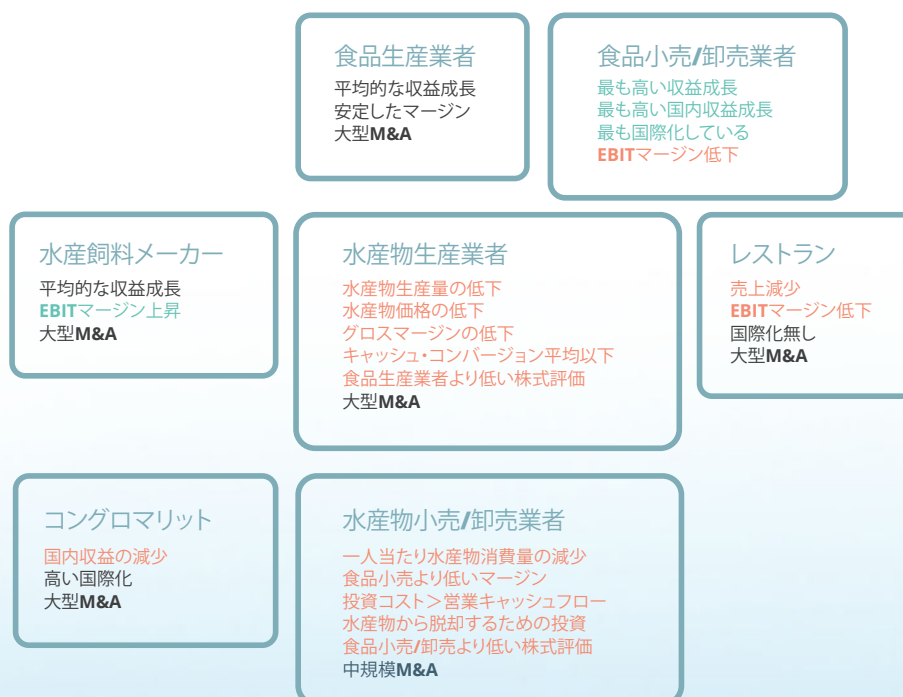 食品生産業者
平均的な収益成長
安定したマージン
大型M&A
食品小売/卸売業者
最も高い収益成長
最も高い国内収益成長
最も国際化している
EBITマージン低下
水産飼料メーカー
平均的な収益成長
EBITマージン上昇
大型M&A
水産物生産業者
水産物生産量の低下
水産物価格の低下
グロスマージンの低下
キャッシュ・コンバージョン平均以下
食品生産業者より低い株式評価
大型M&A
レストラン
売上減少
EBITマージン低下
国際化無し
大型M&A
コングロマリット
国内収益の減少
高い国際化
大型M&A
水産物小売/卸売業者
一人当たり水産物消費量の減少
食品小売より低いマージン
投資コスト＞営業キャッシュフロー
水産物から脱却するための投資
食品小売/卸売より低い株式評価
中規模M&A